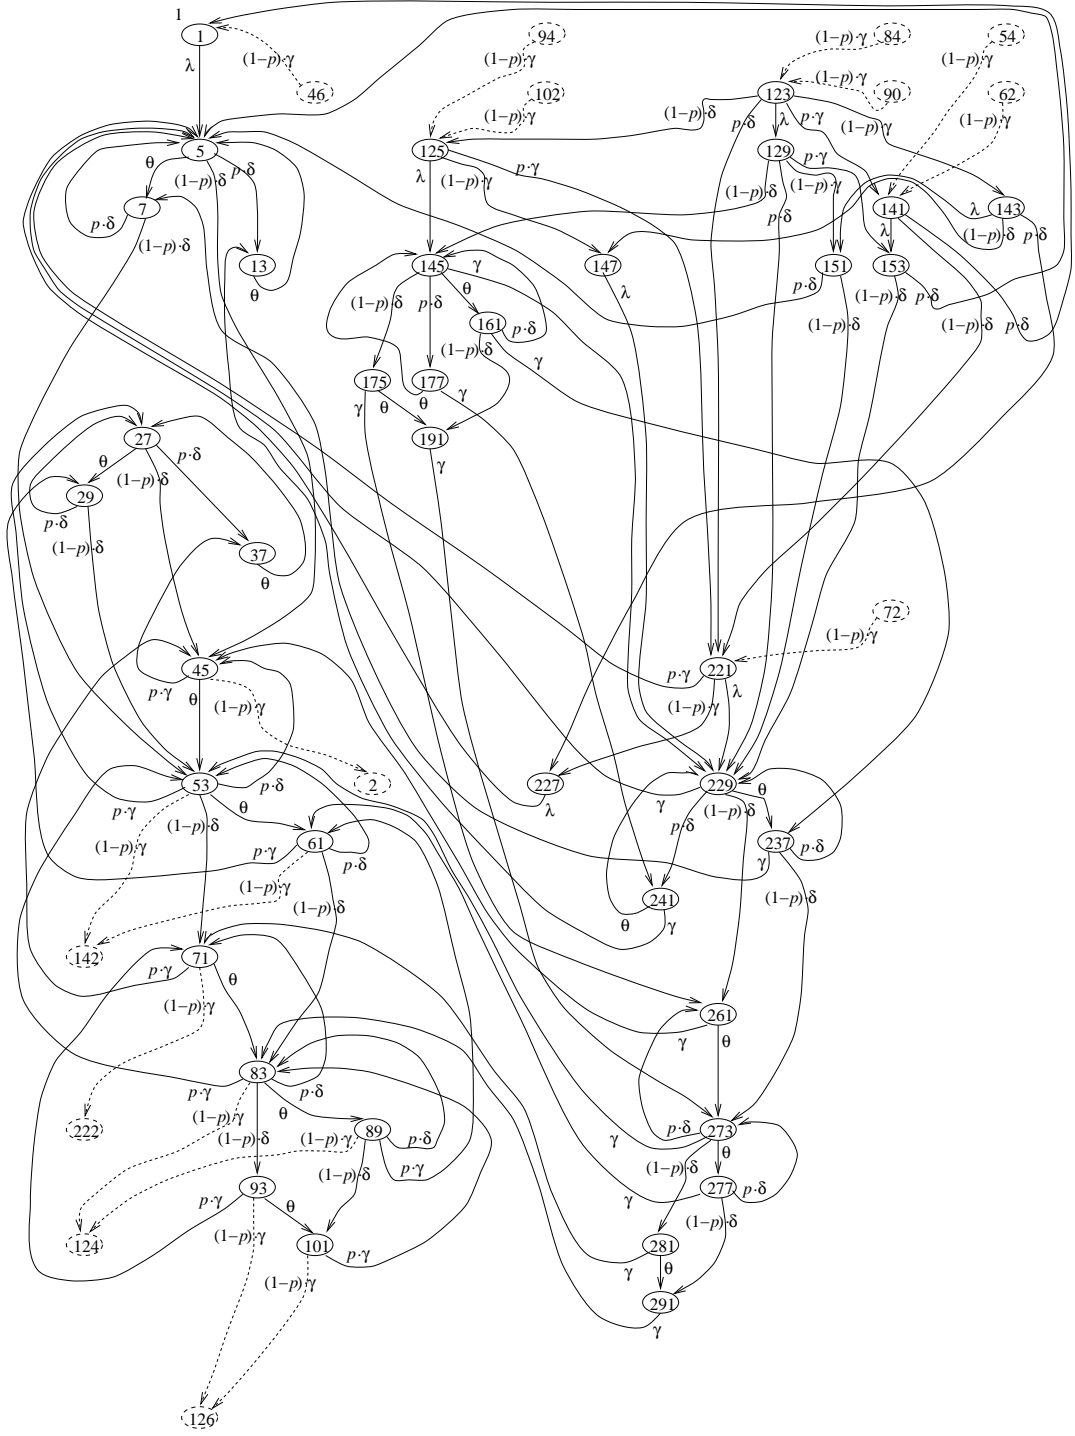 1
1
94
84
54
(1−p)·γ
(1−p)·γ
(1−p)·γ
(1−p)·γ
λ
46
102
123
(1−p)·γ
90
62
(1−p)·γ
(1−p)·δ
p·δ
λ
p·γ
(1−p)·γ
(1−p)·γ
5
125
129
θ
(1−p)·δ
p·δ
λ
(1−p)·γ
p·γ
(1−p)·δ
p·γ
(1−p)·γ
7
141
143
λ
p·δ
(1−p)·δ
p·δ
λ
(1−p)·δ
p·δ
13
145
γ
147
151
153
θ
(1−p)·δ
p·δ
θ
λ
p·δ
(1−p)·δ
p·δ
161
p·δ
(1−p)·δ
(1−p)·δ
(1−p)·δ
p·δ
γ
175
177
γ
θ
θ
γ
191
γ
27
θ
(1−p)·δ
p·δ
29
p·δ
(1−p)·δ
37
θ
72
(1−p)·γ
45
221
p·γ
θ
(1−p)·γ
p·γ
(1−p)·γ
λ
53
2
227
229
p·γ
(1−p)·δ
θ
p·δ
λ
γ
p·δ
(1−p)·δ
θ
(1−p)·γ
61
p·γ
p·δ
237
γ
p·δ
(1−p)·γ
(1−p)·δ
241
(1−p)·δ
θ
γ
142
71
p·γ
(1−p)·γ
θ
261
γ
θ
83
p·γ
p·δ
(1−p)·γ
(1−p)·δ
θ
222
89
(1−p)·γ
p·δ
(1−p)·δ
p·γ
273
γ
p·δ
(1−p)·δ
θ
93
277
p·γ
(1−p)·γ
θ
γ
p·δ
(1−p)·δ
124
101
p·γ
281
(1−p)·γ
γ
θ
291
γ
126